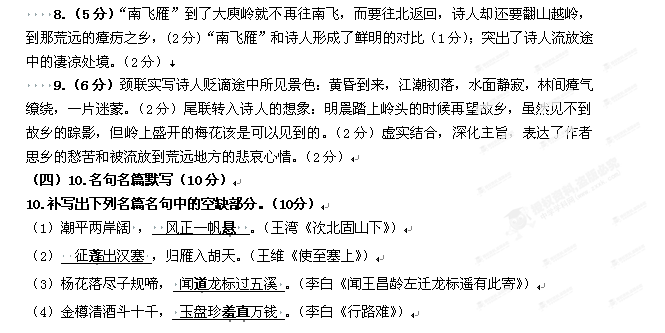 8.(5分)“南飞雁”到了大庾岭就不再往南飞，而要往北返回，诗人却还要翻山越岭，
到那荒远的瘴疠之乡，(2分)“南飞雁”和诗人形成了鲜明的对比(1分)；突出了诗人流放途
中的凄凉处境。(2分)↓
9.(6分)颈联实写诗人贬谪途中所见景色：黄昏到来，江潮初落，水面静寂，林间瘴气
缭绕，一片迷蒙。(2分)尾联转入诗人的想象：明晨踏上岭头的时候再望故乡，虽然见不到
故乡的踪影，但岭上盛开的梅花该是可以见到的。(2分)虚实结合，深化主旨，表达了作者
思乡的愁苦和被流放到荒远地方的悲哀心情。(2分)
（四）10.名句名篇默写（10分）
10.补写出下列名篇名句中的空缺部分。(10分)
(1)潮平两岸阔，风正一帆悬。(王湾《次北固山下》)
(2)征蓬出汉塞，归雁入胡天。(王维《使至塞上》)
(3)杨花落尽子规啼，闻道龙标过五溪。(李白《闻王昌龄左迁龙标遥有此寄》)
(4)金樽清酒斗十千，玉盘珍羞直万钱。(李白《行路难》)